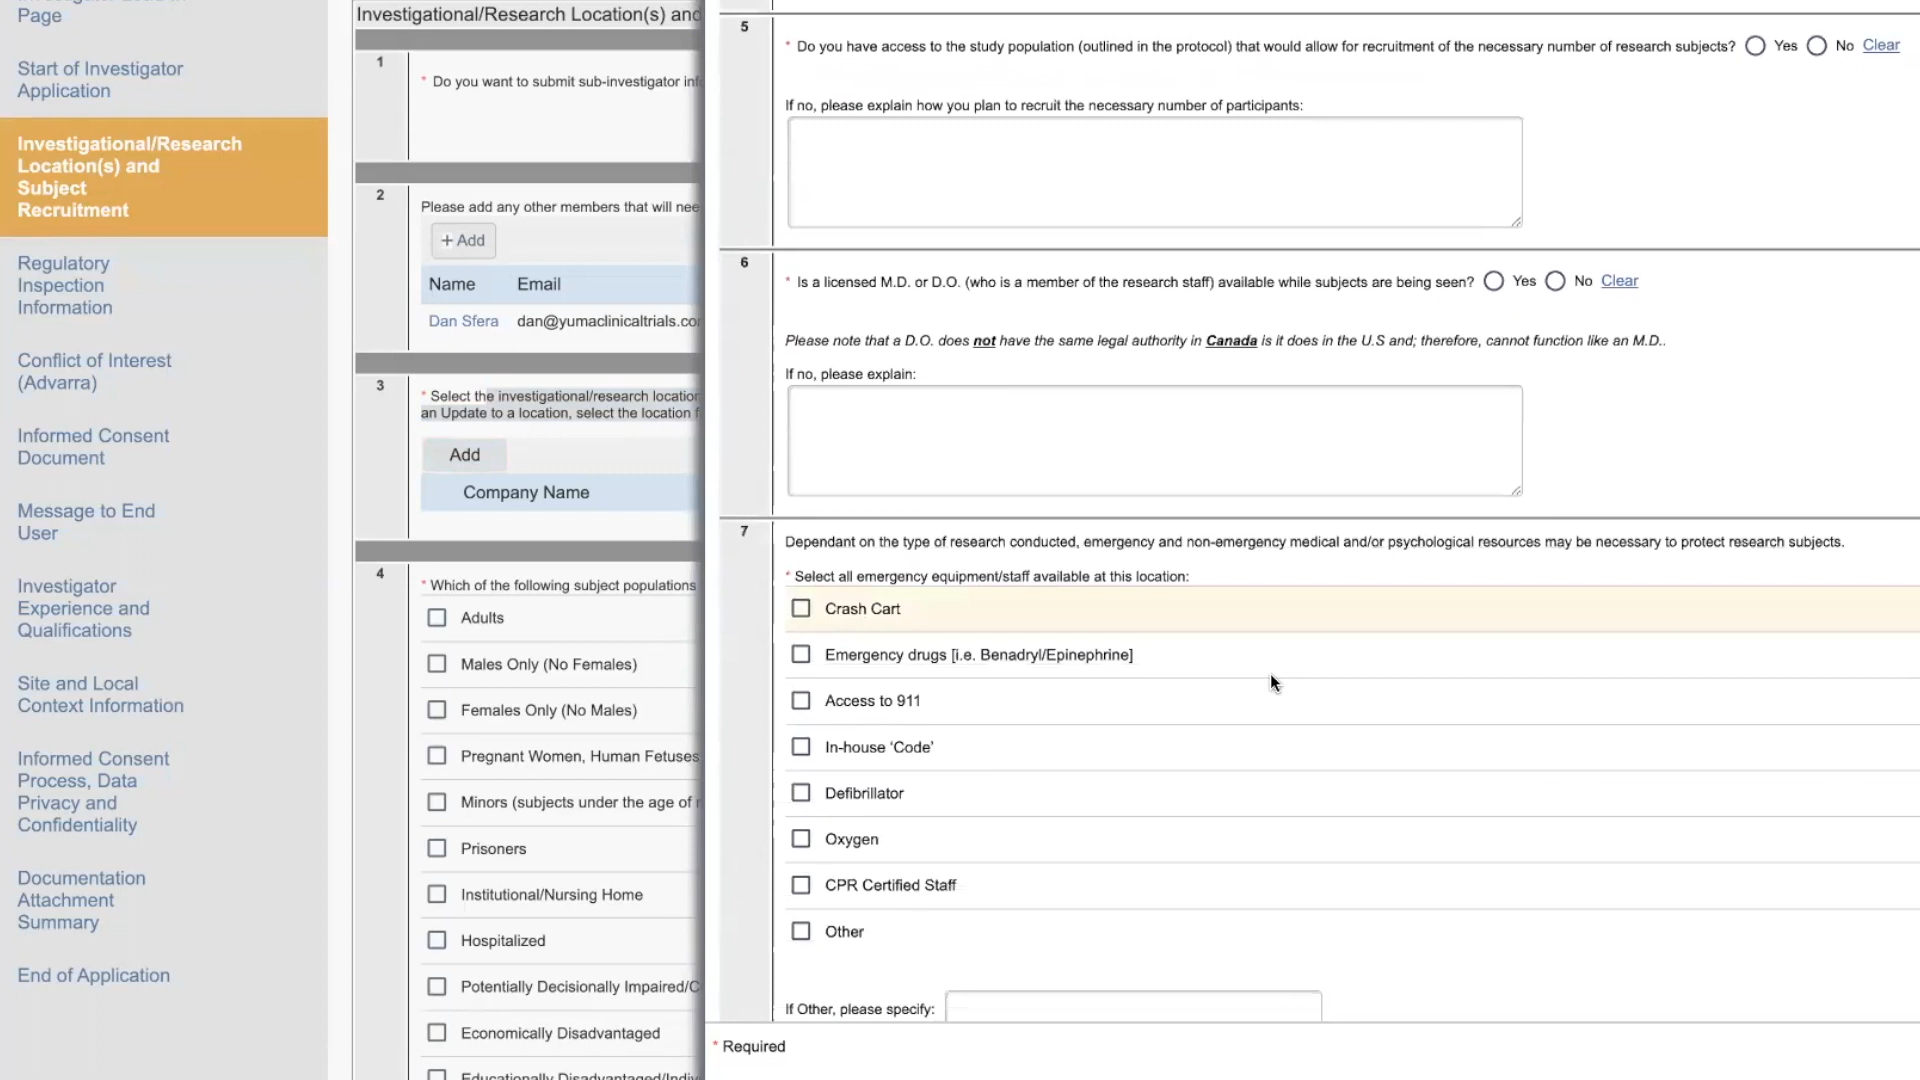 Page
Start of Investigator
Application
Investigational/Research
Location(s) and
Subject
Recruitment
Regulatory
Inspection
Information
Conflict of Interest
(Advarra)
Informed Consent
Document
Message to End
User
Investigator
Experience and
Qualifications
Site and Local
Context Information
Informed Consent
Process, Data
Privacy and
Confidentiality
Documentation
Attachment
Summary
End of Application
Investigational/Research Location(s) and
1
* Do you want to submit sub-investigator
2
Please add any other members that will
+ Add
Name Email
Dan Sfera dan@yumaclinicaltrials.co
3
* Select the investigational/research location
an Update to a location, select the location
Add
Company Name
4
* Which of the following subject populations
Adults
Males Only (No Females)
Females Only (No Males)
Pregnant Women, Human Fetuses
Minors (subjects under the age of
Prisoners
Institutional/Nursing Home
Hospitalized
Potentially Decisionally Impaired/C
Economically Disadvantaged
5
* Do you have access to the study population (outlined in the protocol) that would allow for recruitment of the necessary number of research subjects? Yes No Clear
If no, please explain how you plan to recruit the necessary number of participants:
6
* Is a licensed M.D. or D.O. (who is a member of the research staff) available while subjects are being seen? Yes No Clear
Please note that a D.O. does not have the same legal authority in Canada is it does in the U.S and; therefore, cannot function like an M.D..
If no, please explain:
7
Dependant on the type of research conducted, emergency and non-emergency medical and/or psychological resources may be necessary to protect research subjects.
* Select all emergency equipment/staff available at this location:
Crash Cart
Emergency drugs [i.e. Benadryl/Epinephrine]
Access to 911
In-house ‘Code’
Defibrillator
Oxygen
CPR Certified Staff
Other
If Other, please specify:
* Required